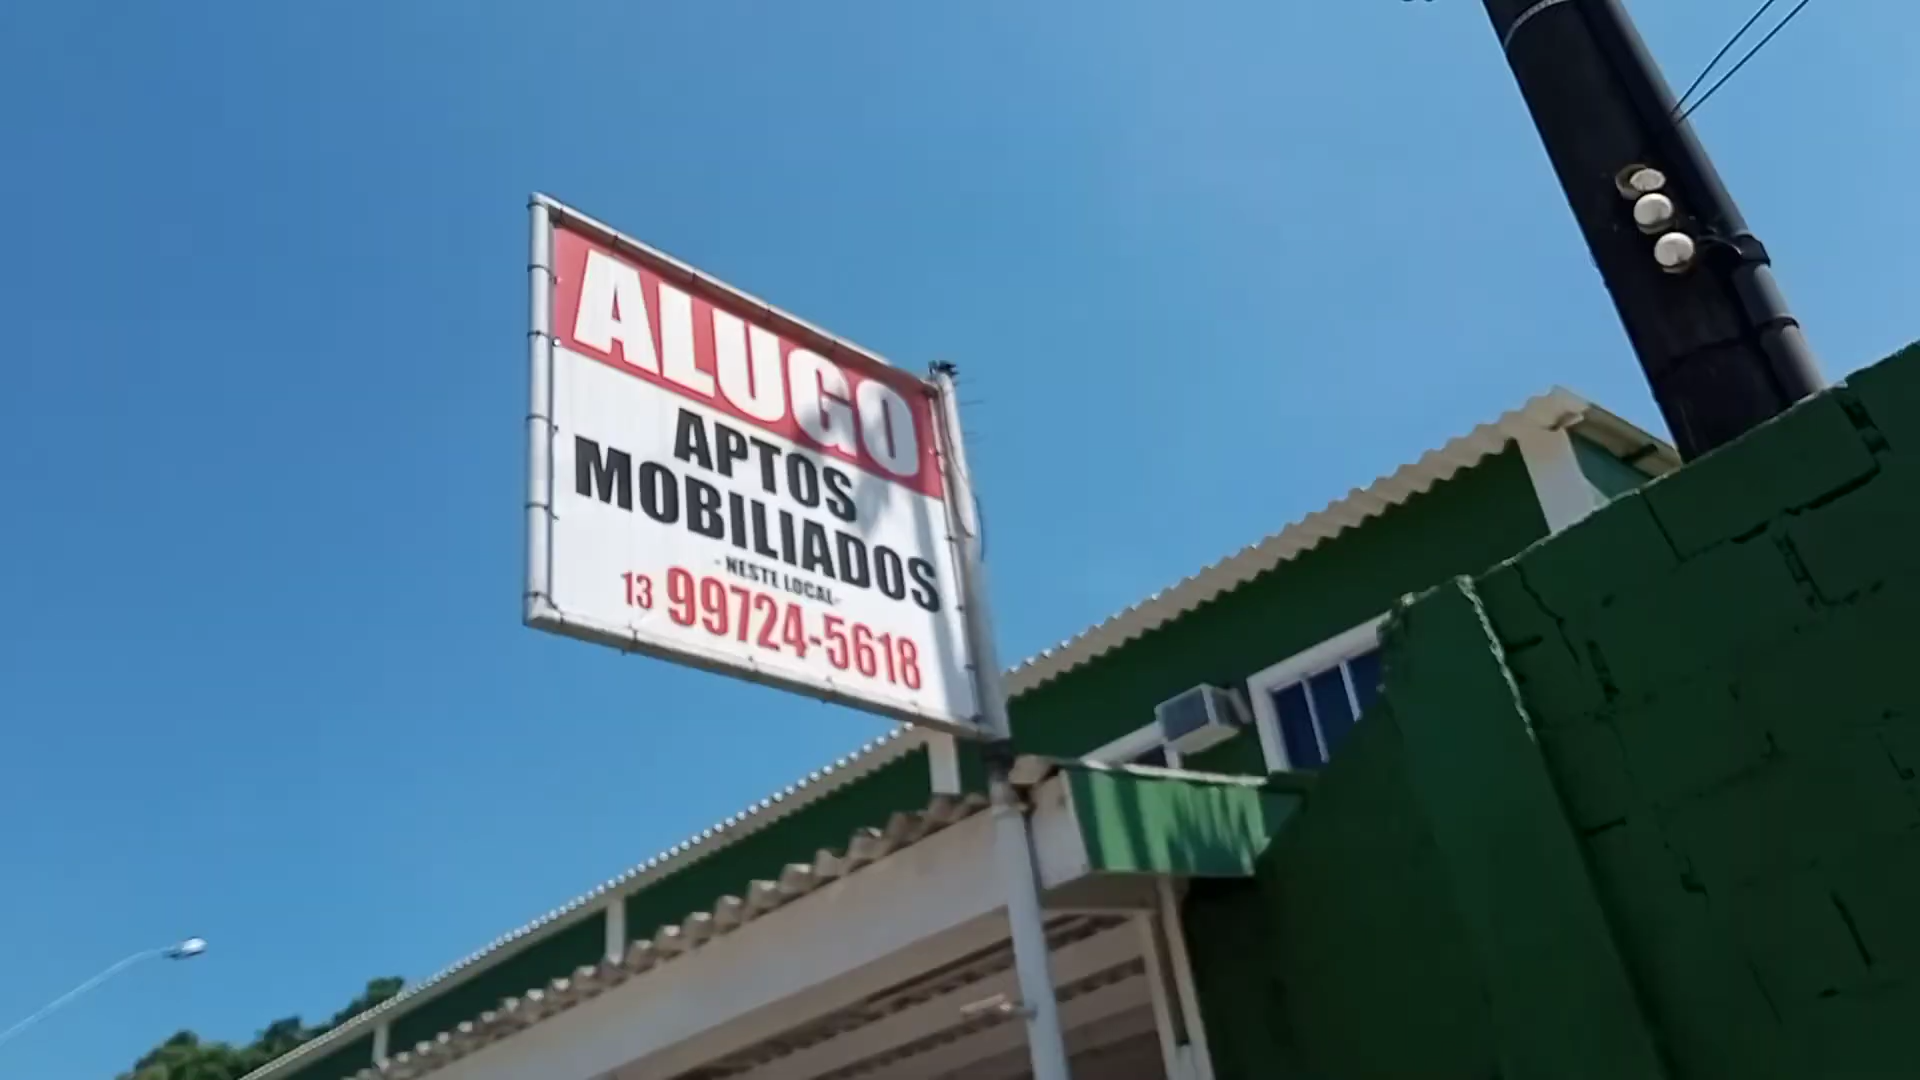 ALUGO
APTOS
MOBILIADOS
- NESTE LOCAL-
13 99724-5618